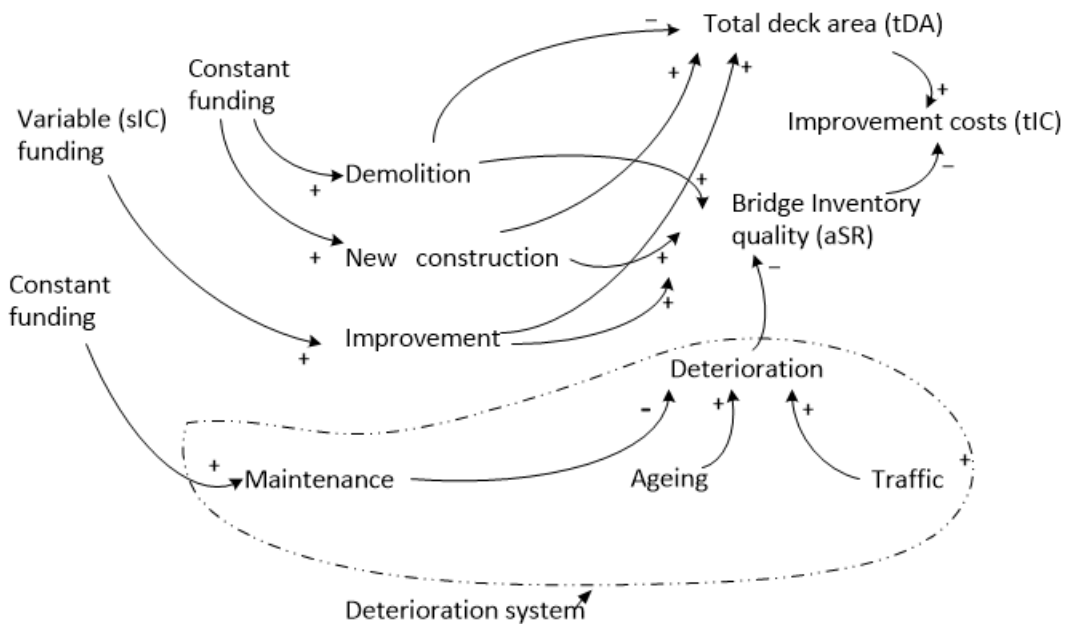 Total deck area (tDA)
−
Constant
funding
+
+
+
Variable (sIC)
funding
Improvement costs (tIC)
Demolition
−
+
+
Bridge Inventory
quality (aSR)
+
New construction
+
−
Constant
funding
+
Improvement
+
Deterioration
-
+
+
+
Maintenance
Ageing
Traffic
+
Deterioration system